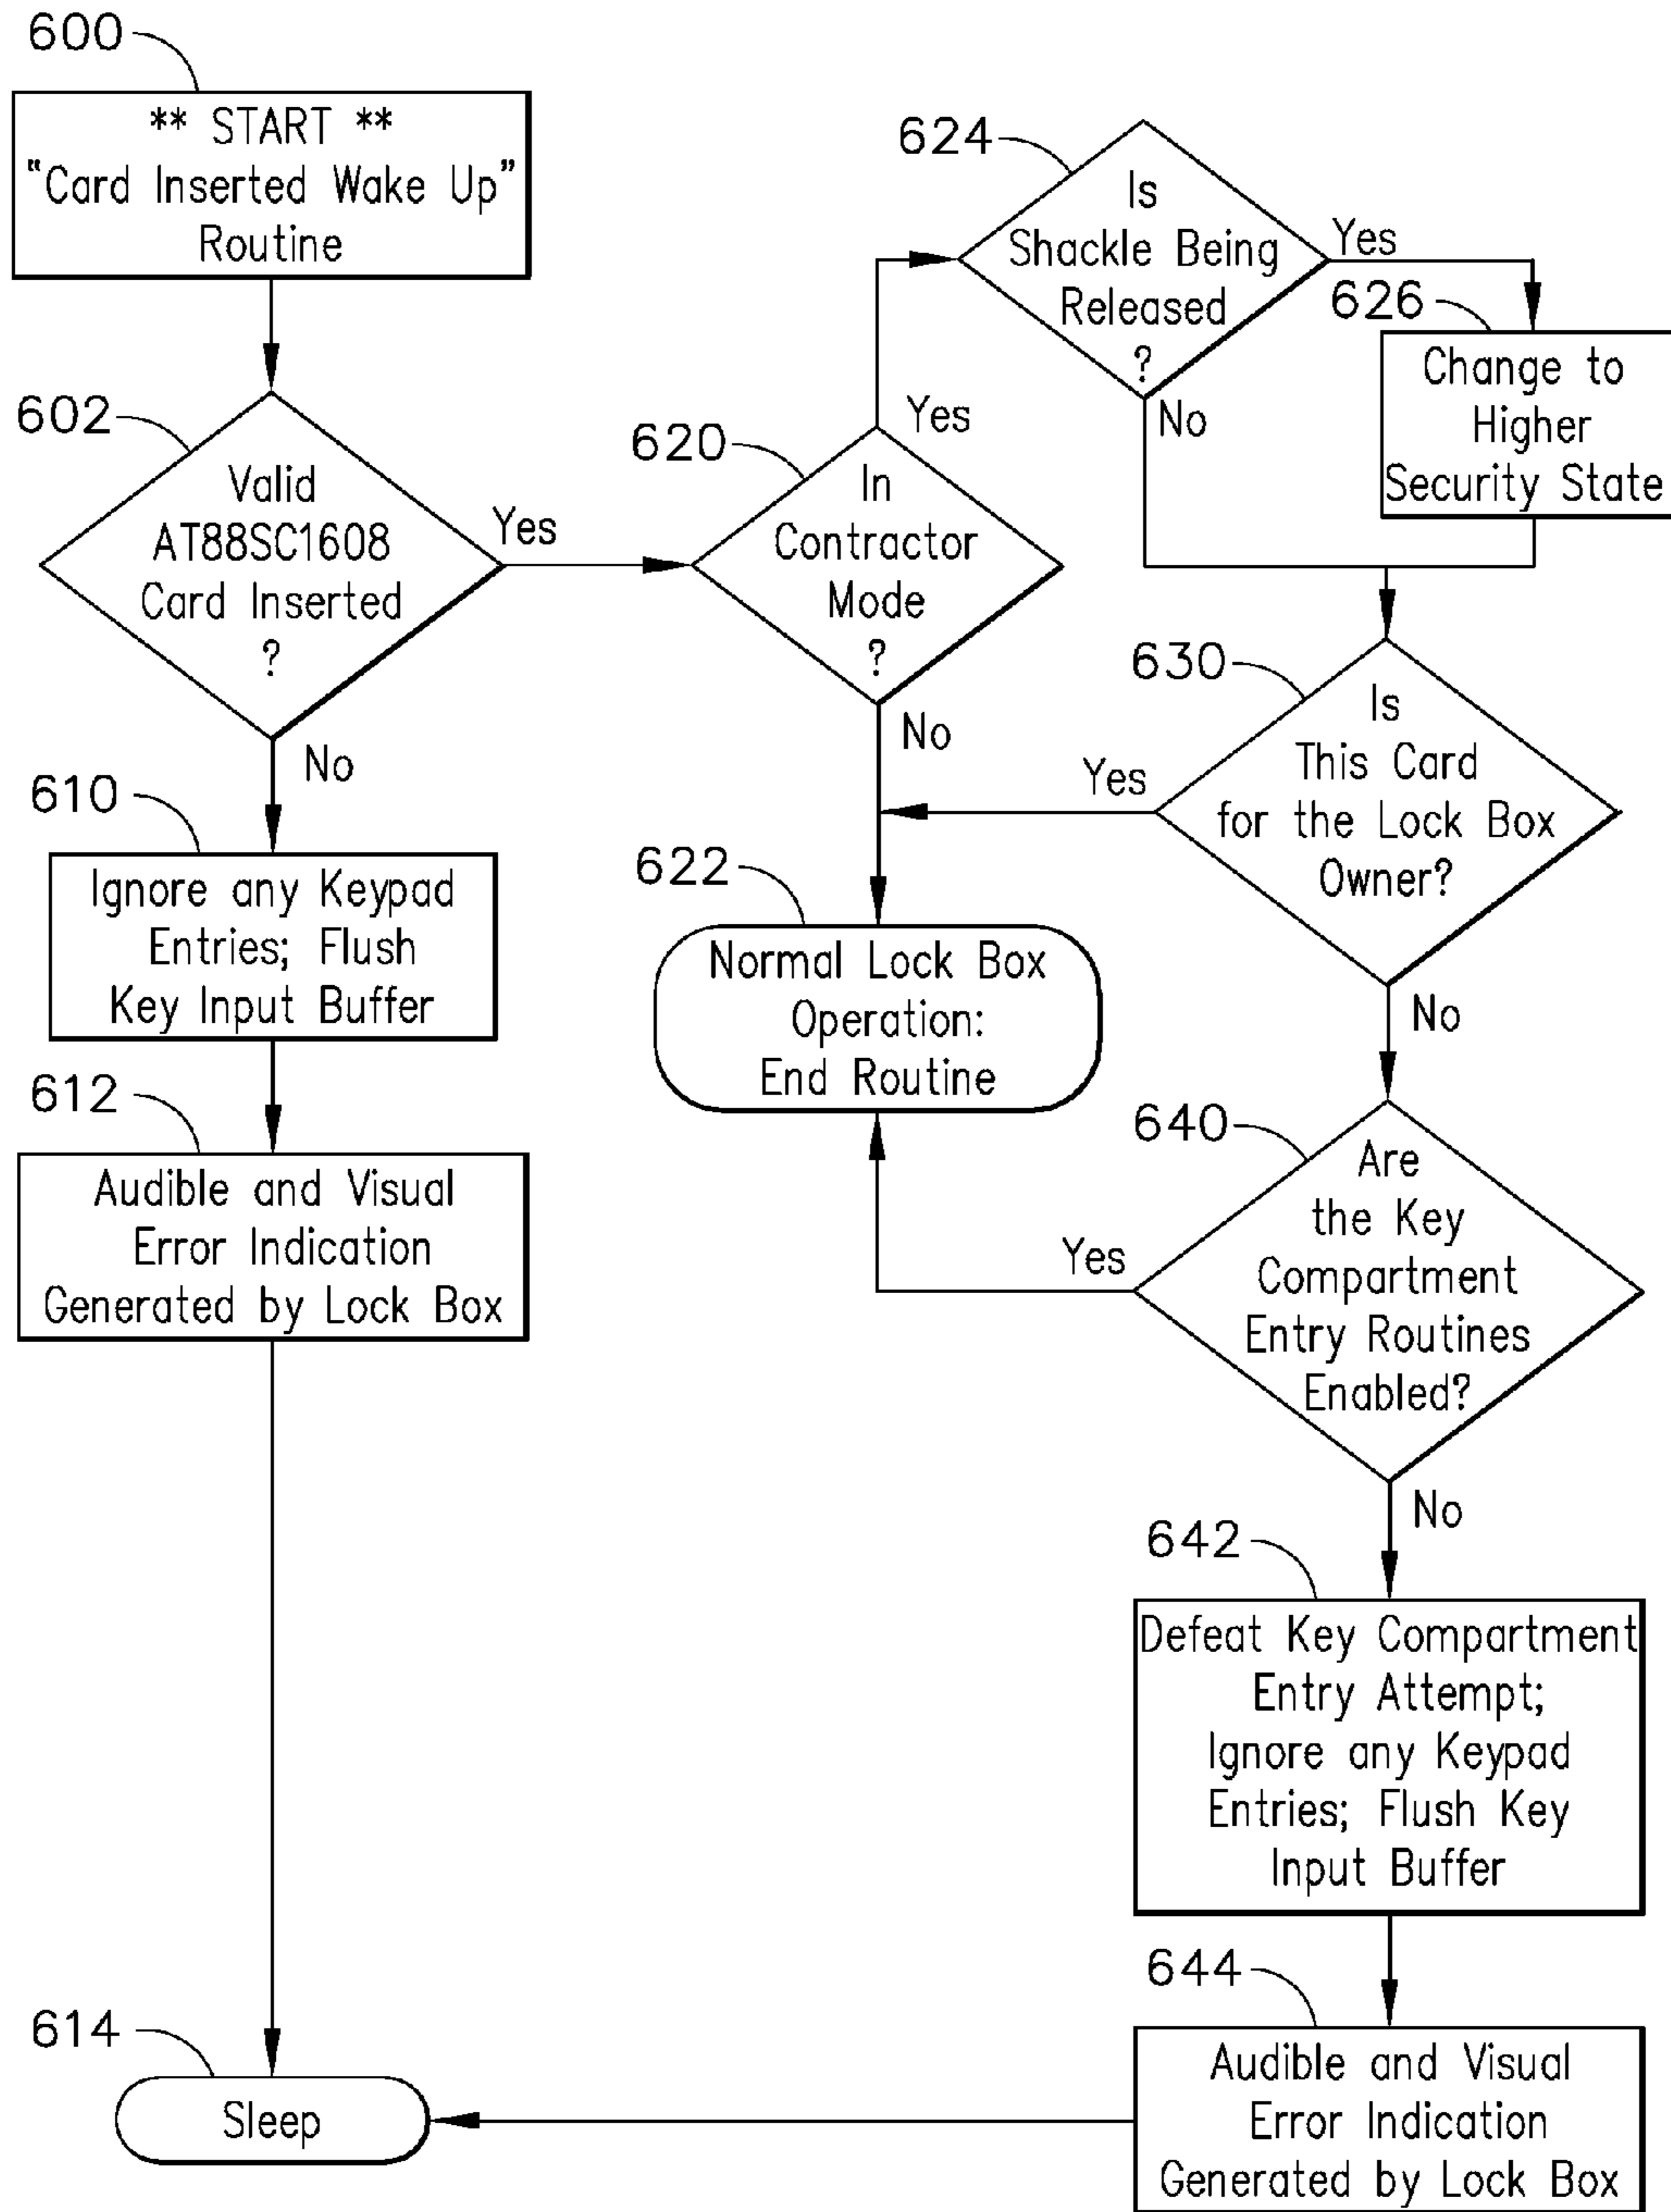 600
** START **
"Card Inserted Wake Up"
Routine
602
Valid
AT88SC1608
Card Inserted
?
Yes
No
610
Ignore any Keypad
Entries; Flush
Key Input Buffer
612
Audible and Visual
Error Indication
Generated by Lock Box
614
Sleep
620
In
Contractor
Mode
?
Yes
No
622
Normal Lock Box
Operation:
End Routine
624
Is
Shackle Being
Released
?
Yes
No
626
Change to
Higher
Security State
630
Is
This Card
for the Lock Box
Owner?
Yes
No
640
Are
the Key
Compartment
Entry Routines
Enabled?
Yes
No
642
Defeat Key Compartment
Entry Attempt;
Ignore any Keypad
Entries; Flush Key
Input Buffer
644
Audible and Visual
Error Indication
Generated by Lock Box